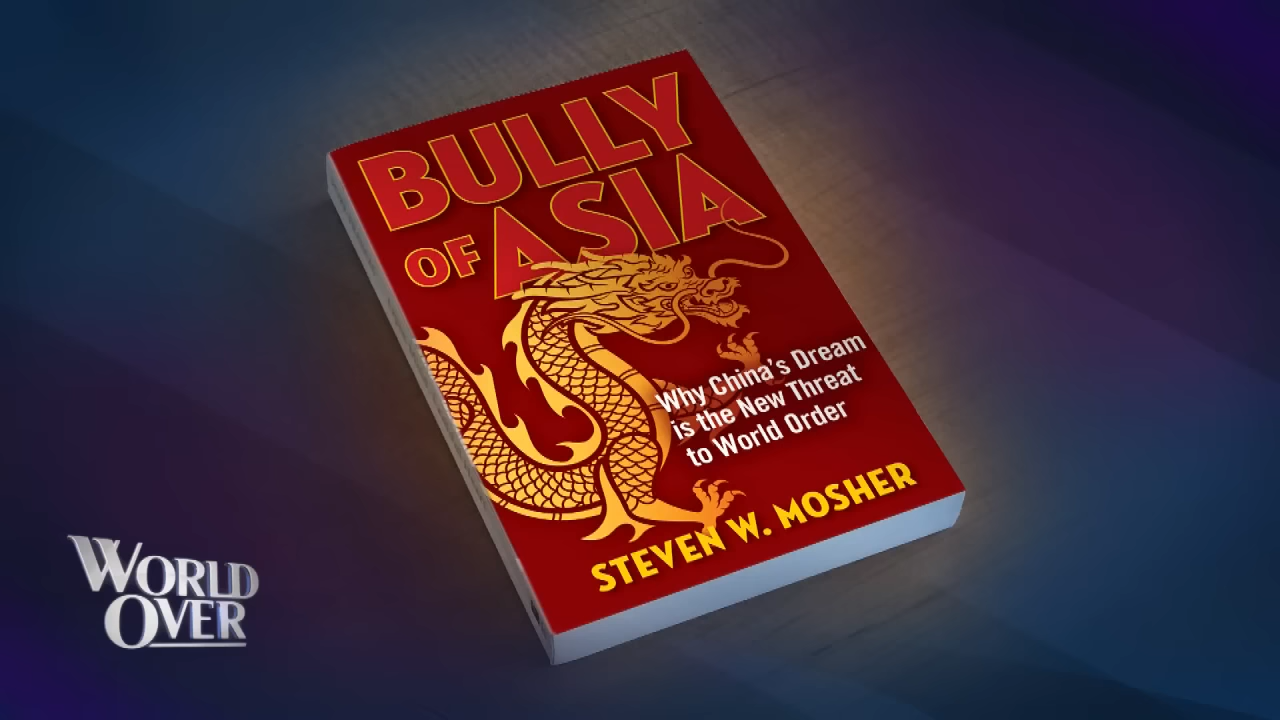 BULLY
OF ASIA
Why China's Dream
is the New Threat
to World Order
STEVEN W. MOSHER
WORLD
OVER